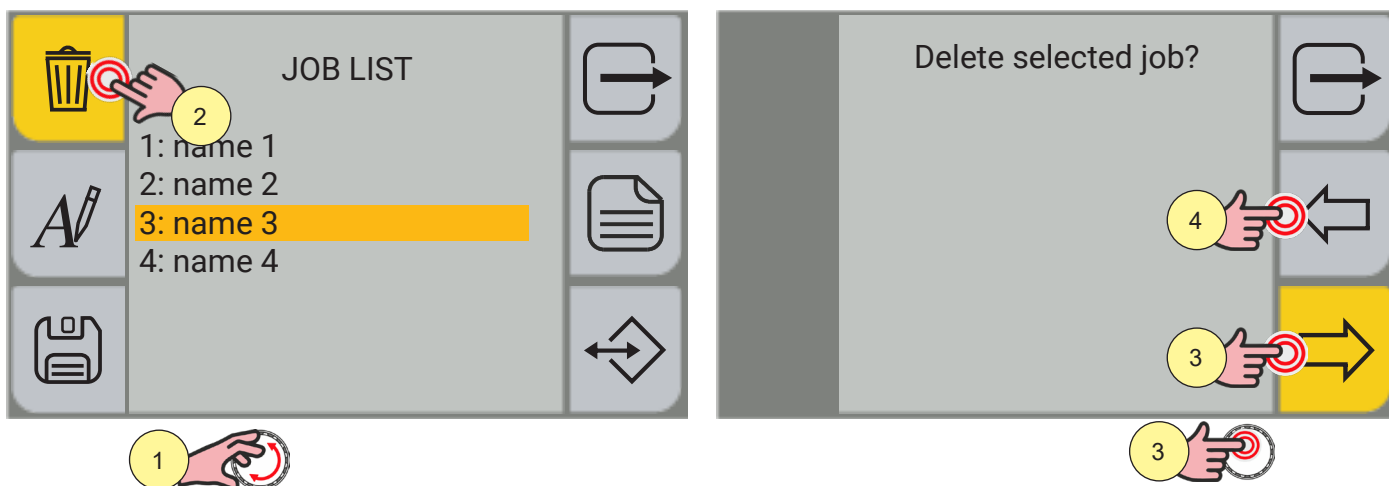 JOB LIST
2
1: name 1
2: name 2
A
3: name 3
4: name 4
1
Delete selected job?
4
3
3